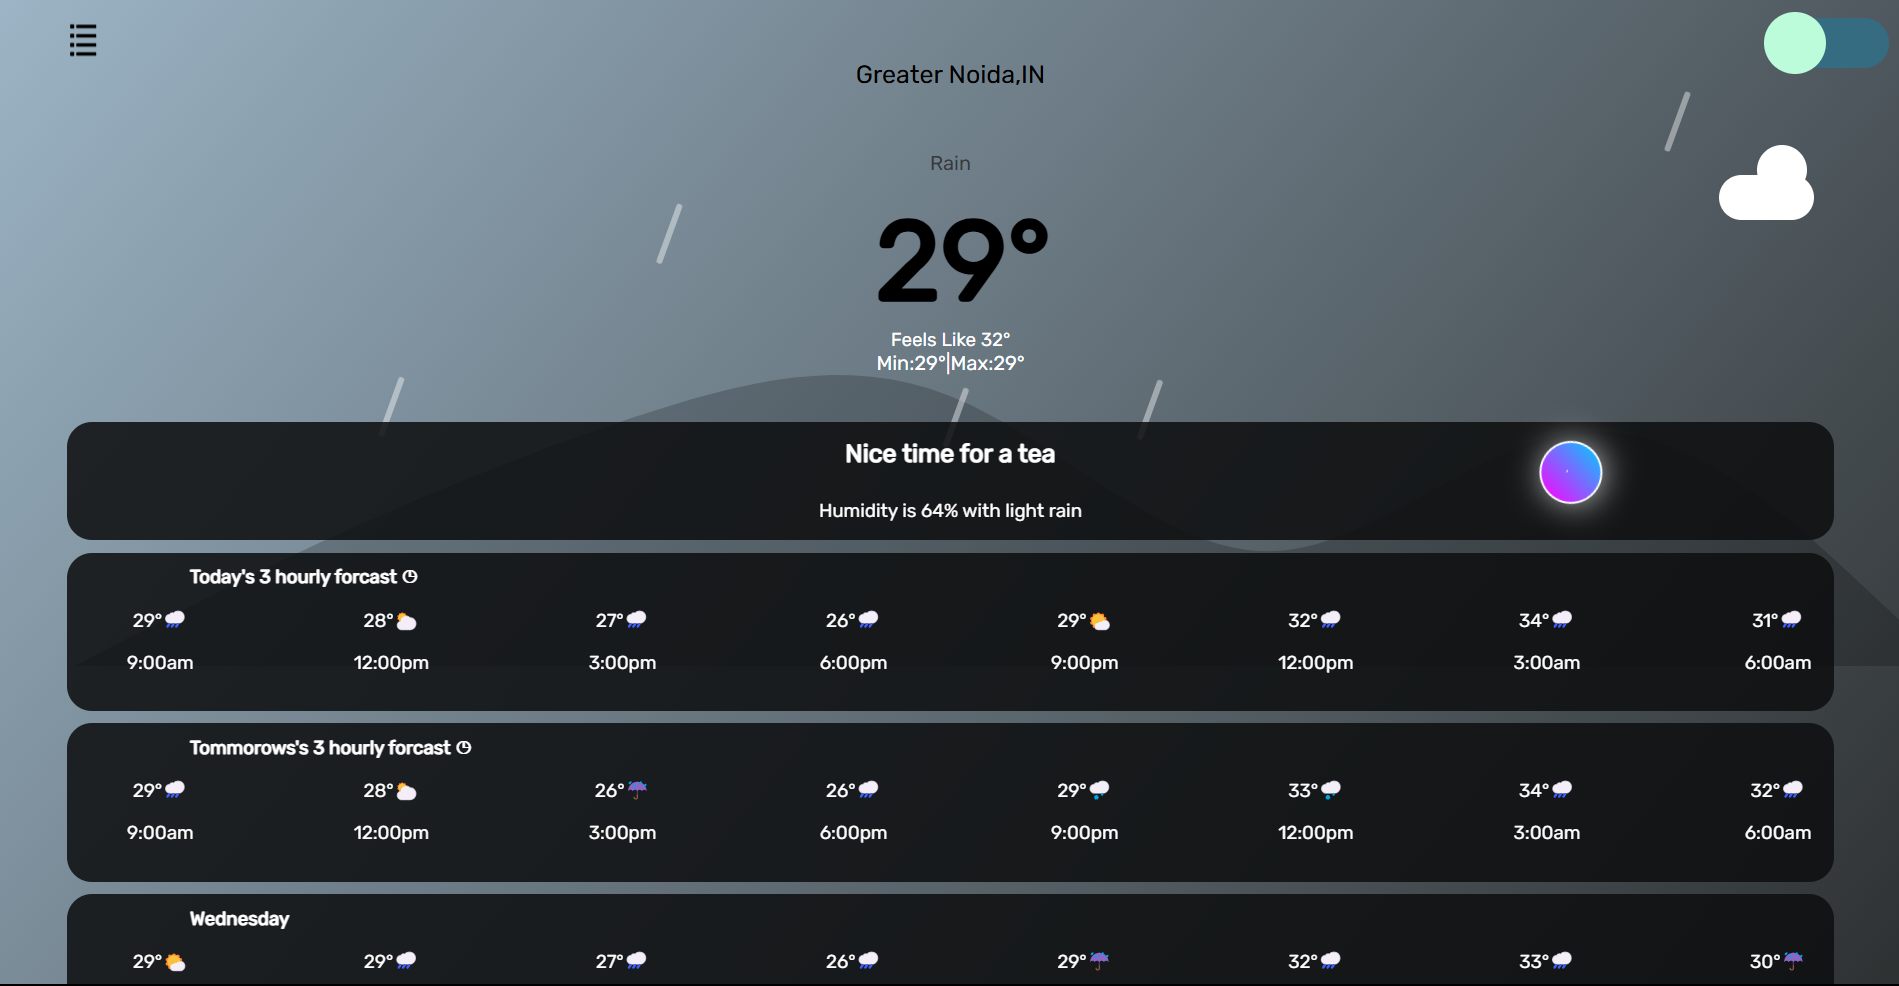 Greater Noida,IN
Rain
29°
Feels Like 32°
Min:29°|Max:29°
Nice time for a tea
Humidity is 64% with light rain
Today's 3 hourly forcast
29° 28° 27° 26° 29° 32° 34° 31°
9:00am 12:00pm 3:00pm 6:00pm 9:00pm 12:00pm 3:00am 6:00am
Tommorows's 3 hourly forcast
29° 28° 26° 26° 29° 33° 34° 32°
9:00am 12:00pm 3:00pm 6:00pm 9:00pm 12:00pm 3:00am 6:00am
Wednesday
29° 29° 27° 26° 29° 32° 33° 30°